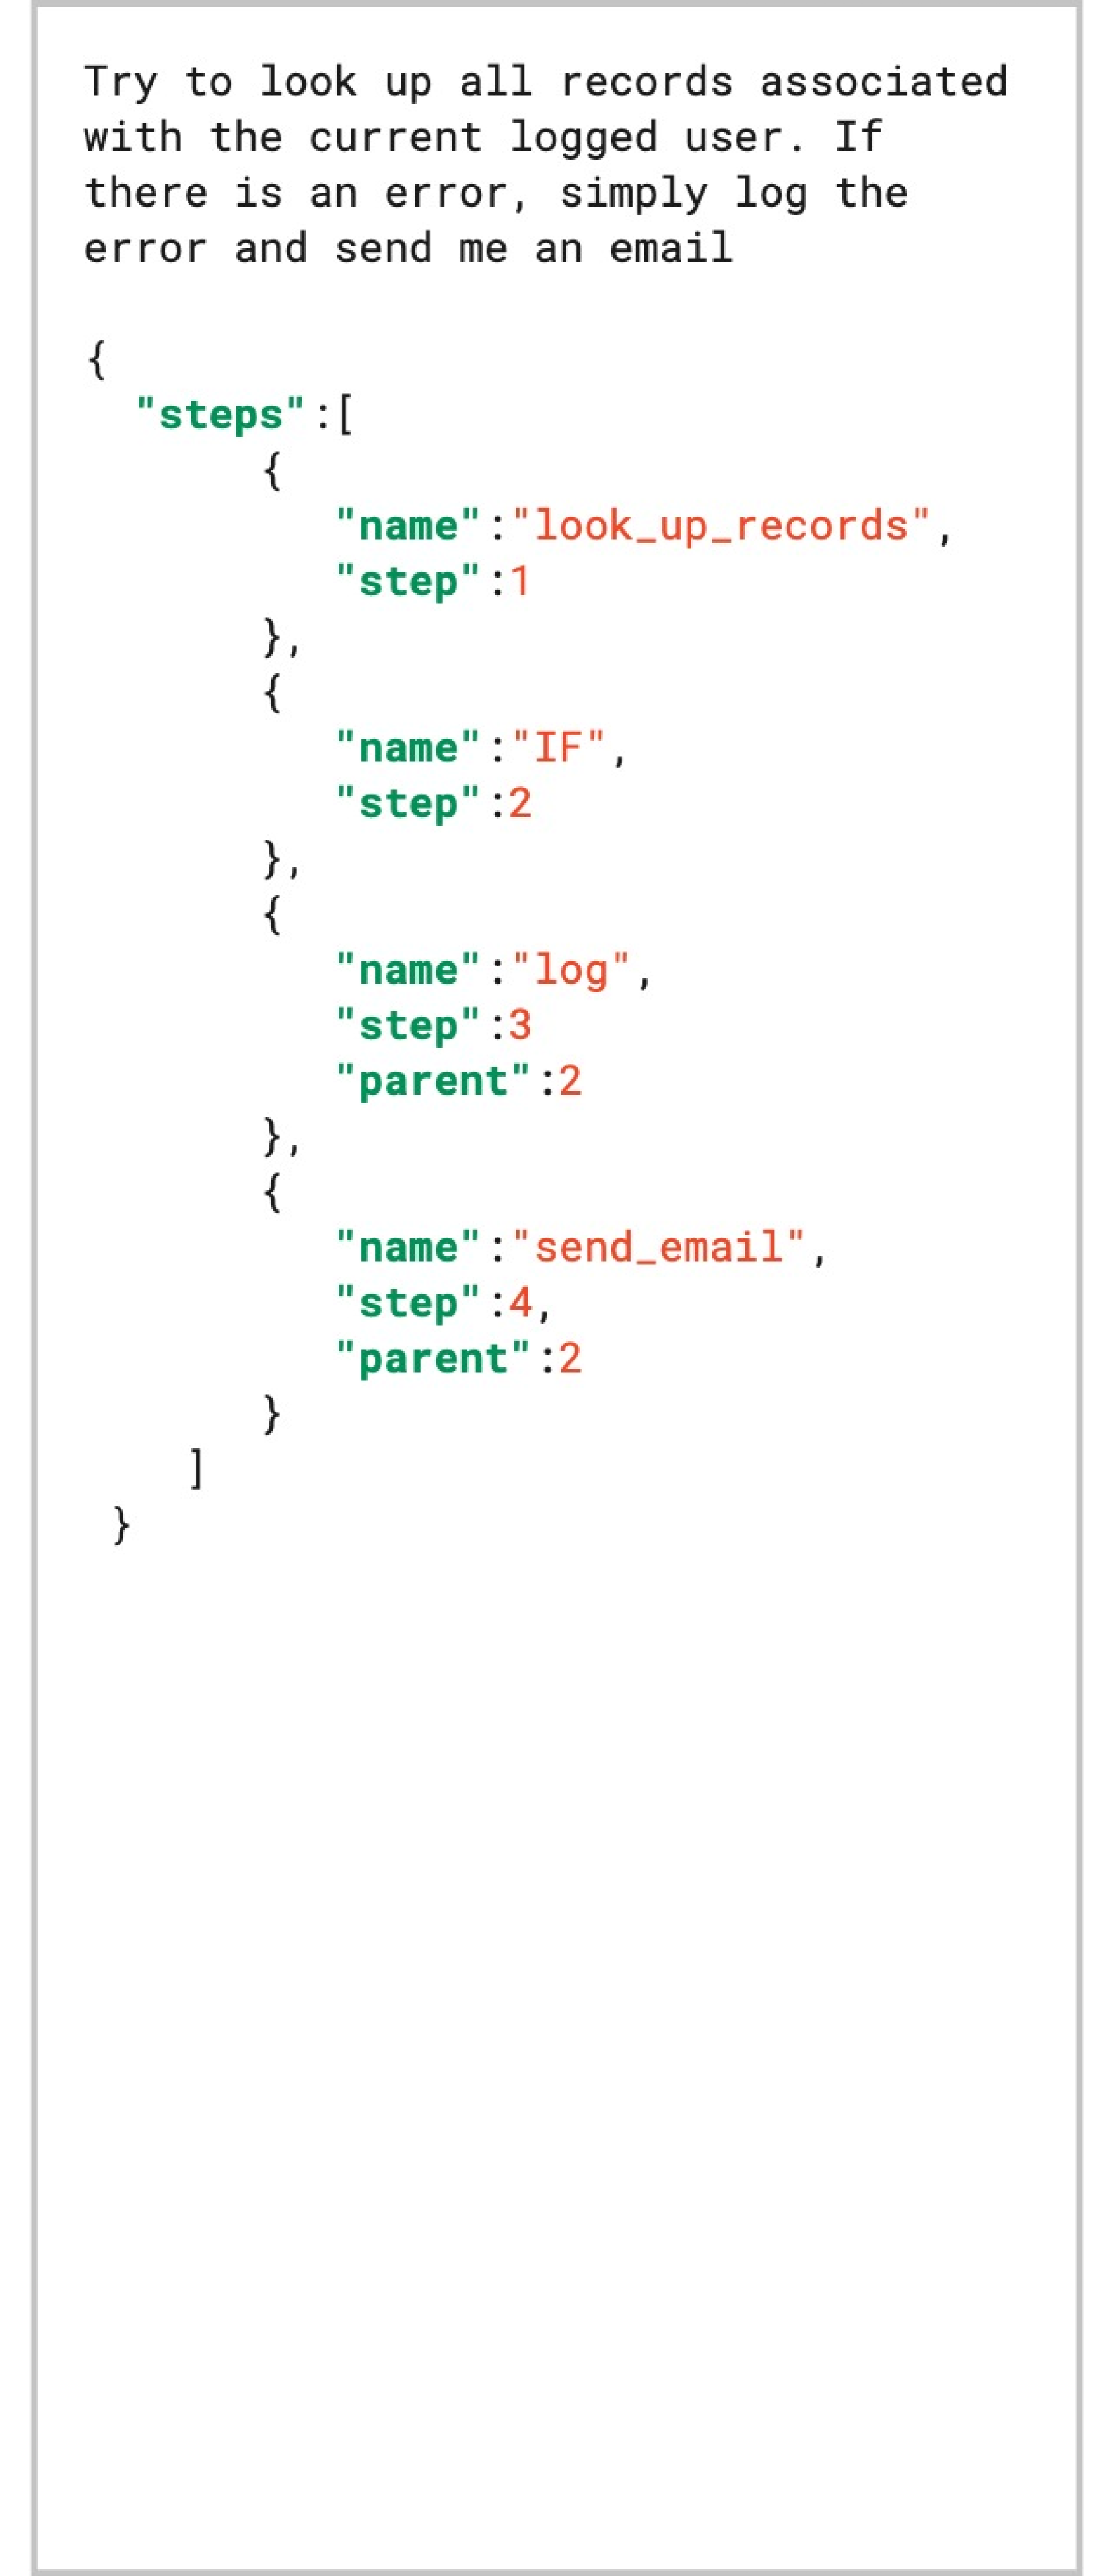 Try to look up all records associated
with the current logged user. If
there is an error, simply log the
error and send me an email
{
"steps":[
{
"name":"look_up_records",
"step":1
},
{
"name":"IF",
"step":2
},
{
"name":"log",
"step":3
"parent":2
},
{
"name":"send_email",
"step":4,
"parent":2
}
]
}